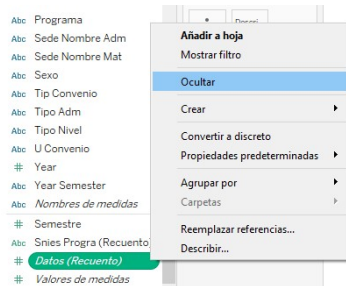 Abc Programa
Abc Sede Nombre Adm
Abc Sede Nombre Mat
Abc Sexo
Abc Tip Convenio
Abc Tipo Adm
Abc Tipo Nivel
Abc U Convenio
# Year
Abc Year Semester
Abc Nombres de medidas
# Semestre
Abc Snies Progra (Recuento)
# Datos (Recuento)
# Valores de medidas
Añadir a hoja
Mostrar filtro
Ocultar
Crear
Convertir a discreto
Propiedades predeterminadas
Agrupar por
Carpetas
Reemplazar referencias...
Describir...